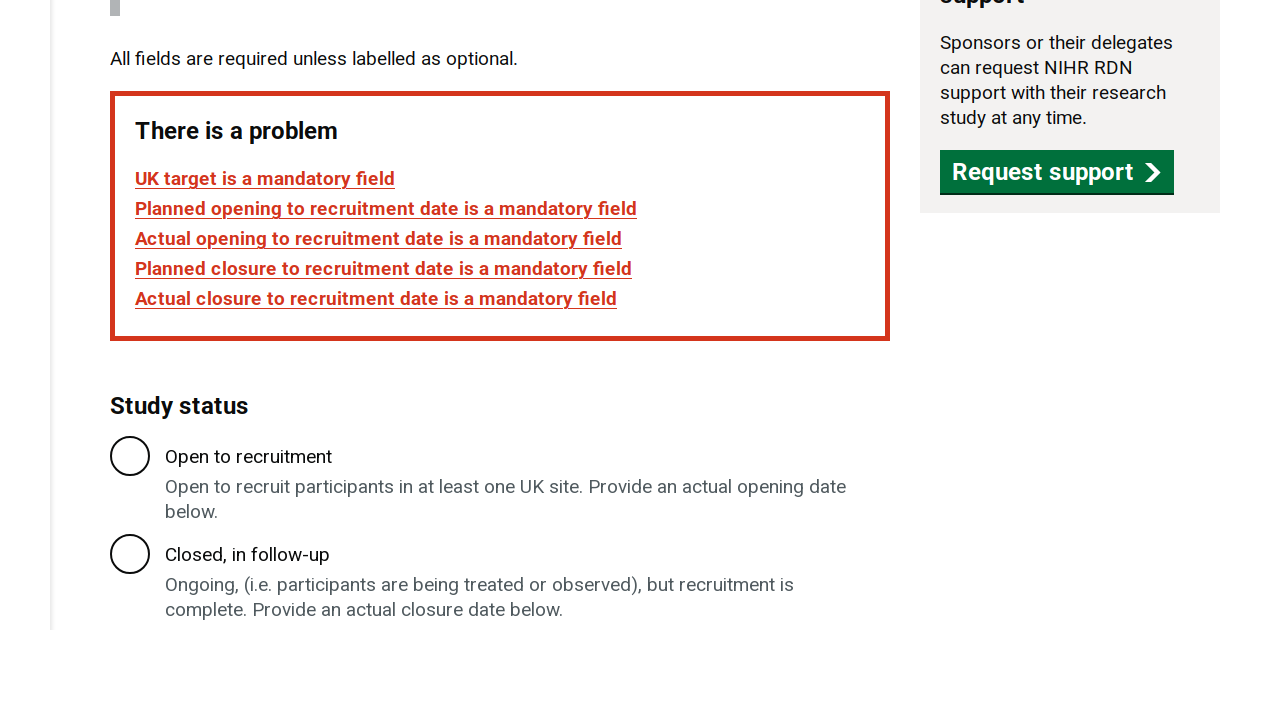 All fields are required unless labelled as optional.
There is a problem
UK target is a mandatory field
Planned opening to recruitment date is a mandatory field
Actual opening to recruitment date is a mandatory field
Planned closure to recruitment date is a mandatory field
Actual closure to recruitment date is a mandatory field
Study status
Open to recruitment
Open to recruit participants in at least one UK site. Provide an actual opening date
below.
Closed, in follow-up
Ongoing, (i.e. participants are being treated or observed), but recruitment is
complete. Provide an actual closure date below.
support
Sponsors or their delegates
can request NIHR RDN
support with their research
study at any time.
Request support